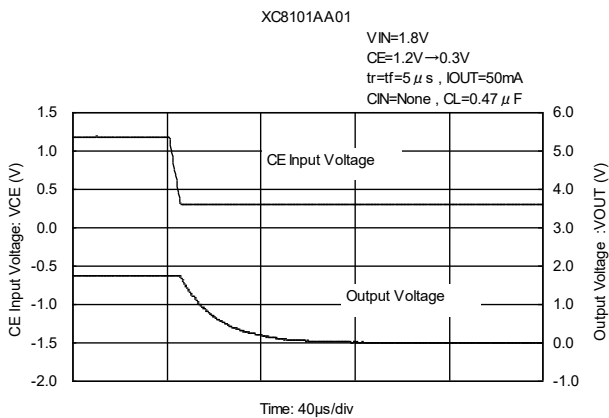 XC8101AA01
VIN=1.8V
CE=1.2V→0.3V
tr=tf=5μs , IOUT=50mA
CIN=None , CL=0.47μF
1.5
1.0
0.5
0.0
-0.5
-1.0
-1.5
-2.0
CE Input Voltage: VCE (V)
CE Input Voltage
Output Voltage
6.0
5.0
4.0
3.0
2.0
1.0
0.0
-1.0
Output Voltage :VOUT (V)
Time: 40μs/div